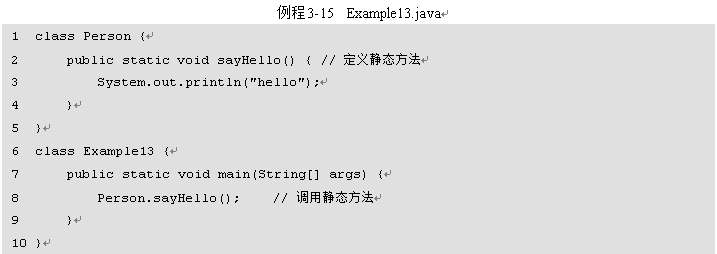 例程3-15 Example13.java
1 class Person {
2     public static void sayHello() { // 定义静态方法
3         System.out.println("hello");
4     }
5 }
6 class Example13 {
7     public static void main(String[] args) {
8         Person.sayHello();    // 调用静态方法
9     }
10 }